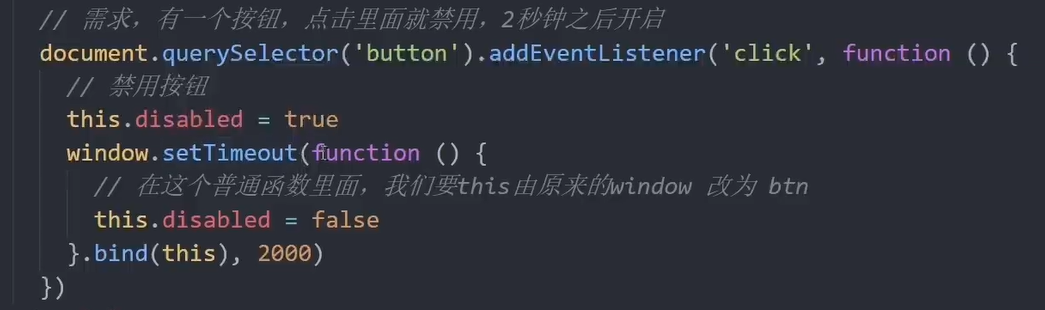 // 需求，有一个按钮，点击里面就禁用，2秒钟之后开启
document.querySelector('button').addEventListener('click', function () {
// 禁用按钮
this.disabled = true
window.setTimeout(function () {
// 在这个普通函数里面，我们要this由原来的window 改为 btn
this.disabled = false
}.bind(this), 2000)
})